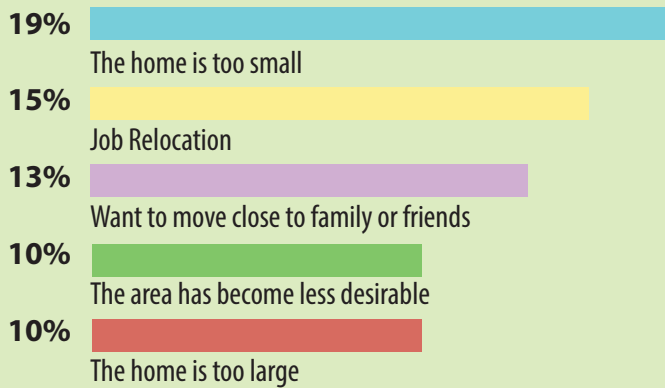 19%
The home is too small
15%
Job Relocation
13%
Want to move close to family or friends
10%
The area has become less desirable
10%
The home is too large